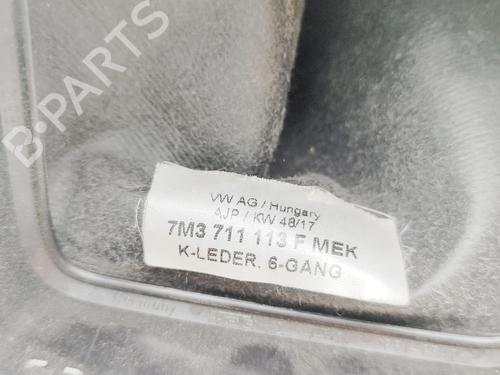 VW AG / Hungary
AJP / KW 48/17
7M3 711 113 F MEK
K-LEDER. 6-GANG
B-PARTS